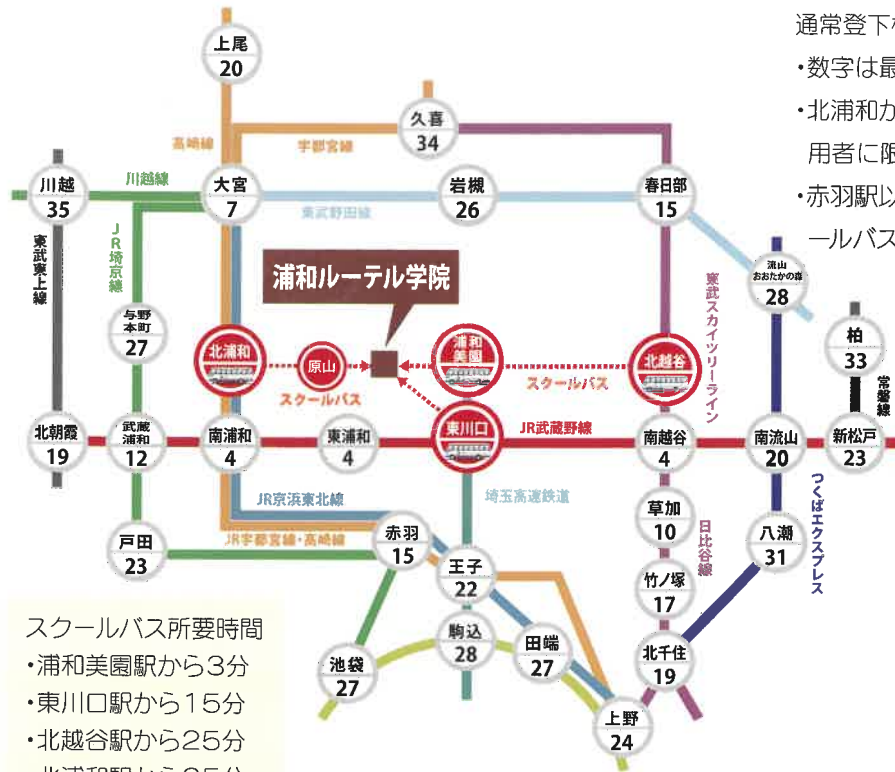 通常登下
・数字は最
・北浦和か
用者に限
・赤羽駅以
ールバス
上尾
20
久喜
34
高崎線
宇都宮線
川越
35
川越線
大宮
7
東武野田線
岩槻
26
春日部
15
東武東上線
JR埼京線
浦和ルーテル学院
流山
おおたかの森
28
与野
本町
27
北浦和
原山
スクールバス
浦和
美園
スクールバス
北越谷
東武スカイツリーライン
柏
33
常磐線
北朝霞
19
武蔵
浦和
12
南浦和
4
東浦和
4
東川口
JR武蔵野線
南越谷
4
南流山
20
新松戸
23
JR京浜東北線
埼玉高速鉄道
草加
10
日比谷線
つくばエクスプレス
戸田
23
JR宇都宮線・高崎線
赤羽
15
王子
22
八潮
31
竹ノ塚
17
池袋
27
駒込
28
田端
27
北千住
19
上野
24
スクールバス所要時間
・浦和美園駅から3分
・東川口駅から15分
・北越谷駅から25分